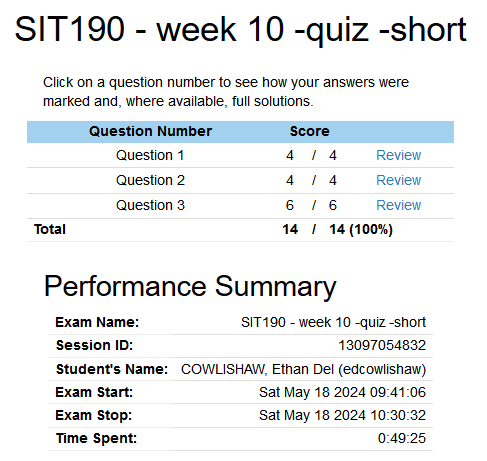 SIT190 - week 10 -quiz -short
Click on a question number to see how your answers were
marked and, where available, full solutions.
Question Number Score
Question 1 4 / 4 Review
Question 2 4 / 4 Review
Question 3 6 / 6 Review
Total 14 / 14 (100%)
Performance Summary
Exam Name: SIT190 - week 10 -quiz -short
Session ID: 13097054832
Student's Name: COWLISHAW, Ethan Del (edcowlishaw)
Exam Start: Sat May 18 2024 09:41:06
Exam Stop: Sat May 18 2024 10:30:32
Time Spent: 0:49:25